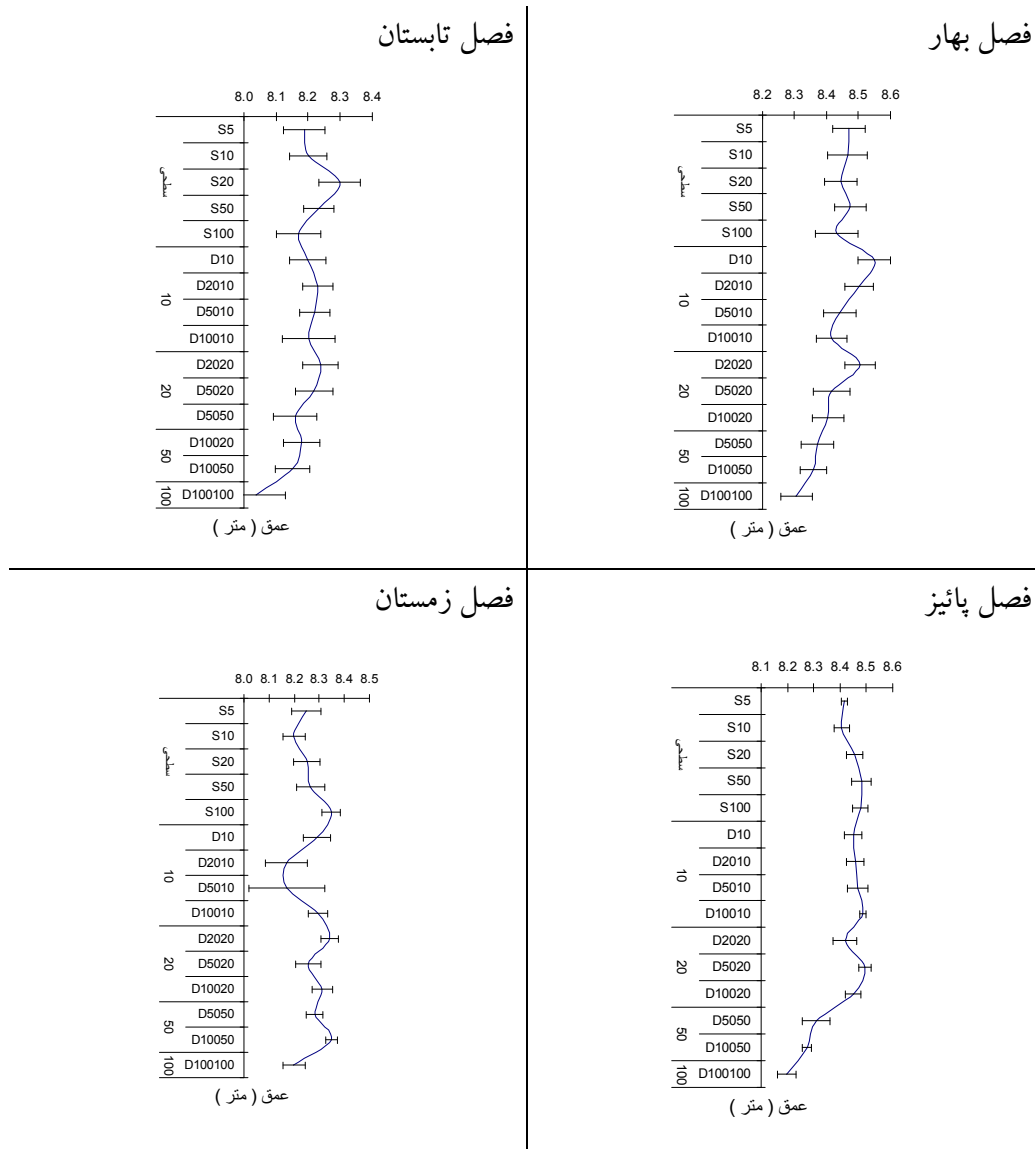 فصل بهار
8.2 8.3 8.4 8.5 8.6
S5
S10
سطحی S20
S50
S100
D10
D2010
10 D5010
D10010
D2020
20 D5020
D10020
D5050
50 D10050
100 D100100
عمق ( متر )
فصل تابستان
8.0 8.1 8.2 8.3 8.4
S5
S10
سطحی S20
S50
S100
D10
D2010
10 D5010
D10010
D2020
20 D5020
D5050
D10020
50 D10050
100 D100100
عمق ( متر )
فصل پائیز
8.1 8.2 8.3 8.4 8.5 8.6
S5
S10
سطحی S20
S50
S100
D10
D2010
10 D5010
D10010
D2020
20 D5020
D10020
D5050
50 D10050
100 D100100
عمق ( متر )
فصل زمستان
8.0 8.1 8.2 8.3 8.4 8.5
S5
S10
سطحی S20
S50
S100
D10
D2010
10 D5010
D10010
D2020
20 D5020
D10020
D5050
50 D10050
100 D100100
عمق ( متر )